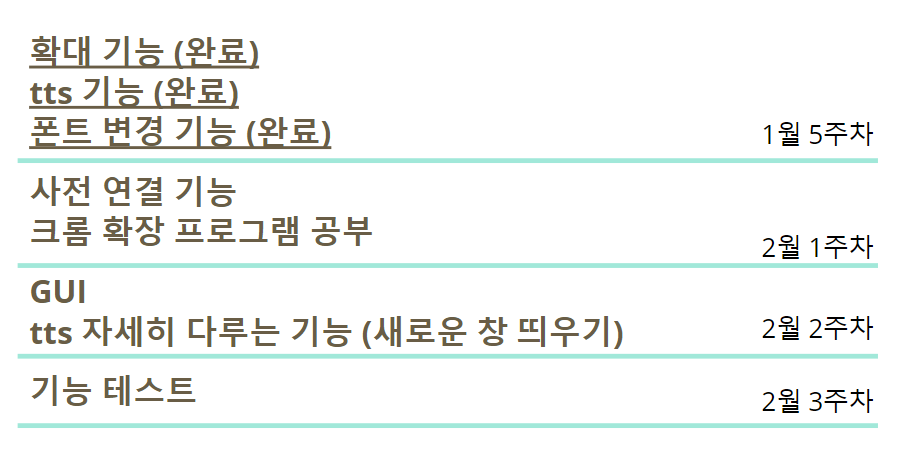 확대 기능 (완료)
tts 기능 (완료)
폰트 변경 기능 (완료)
1월 5주차
사전 연결 기능
크롬 확장 프로그램 공부
2월 1주차
GUI
tts 자세히 다루는 기능 (새로운 창 띄우기)
2월 2주차
기능 테스트
2월 3주차